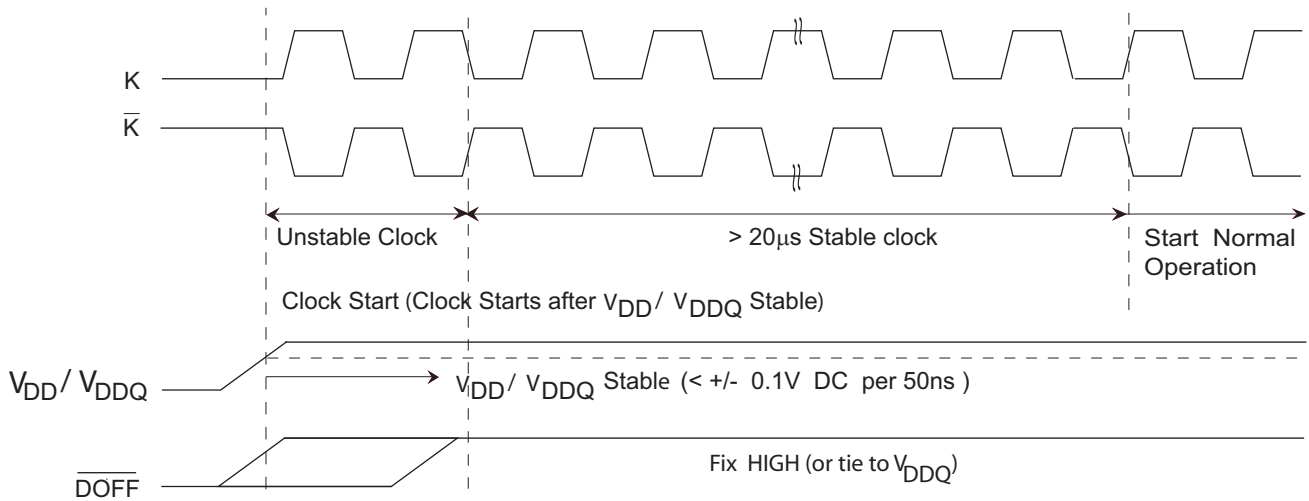 K
K̅
Unstable Clock
> 20μs Stable clock
Start Normal
Operation
Clock Start (Clock Starts after VDD / VDDQ Stable)
VDD / VDDQ
VDD / VDDQ Stable (< +/- 0.1V DC per 50ns )
D̅O̅F̅F̅
Fix HIGH (or tie to VDDQ)